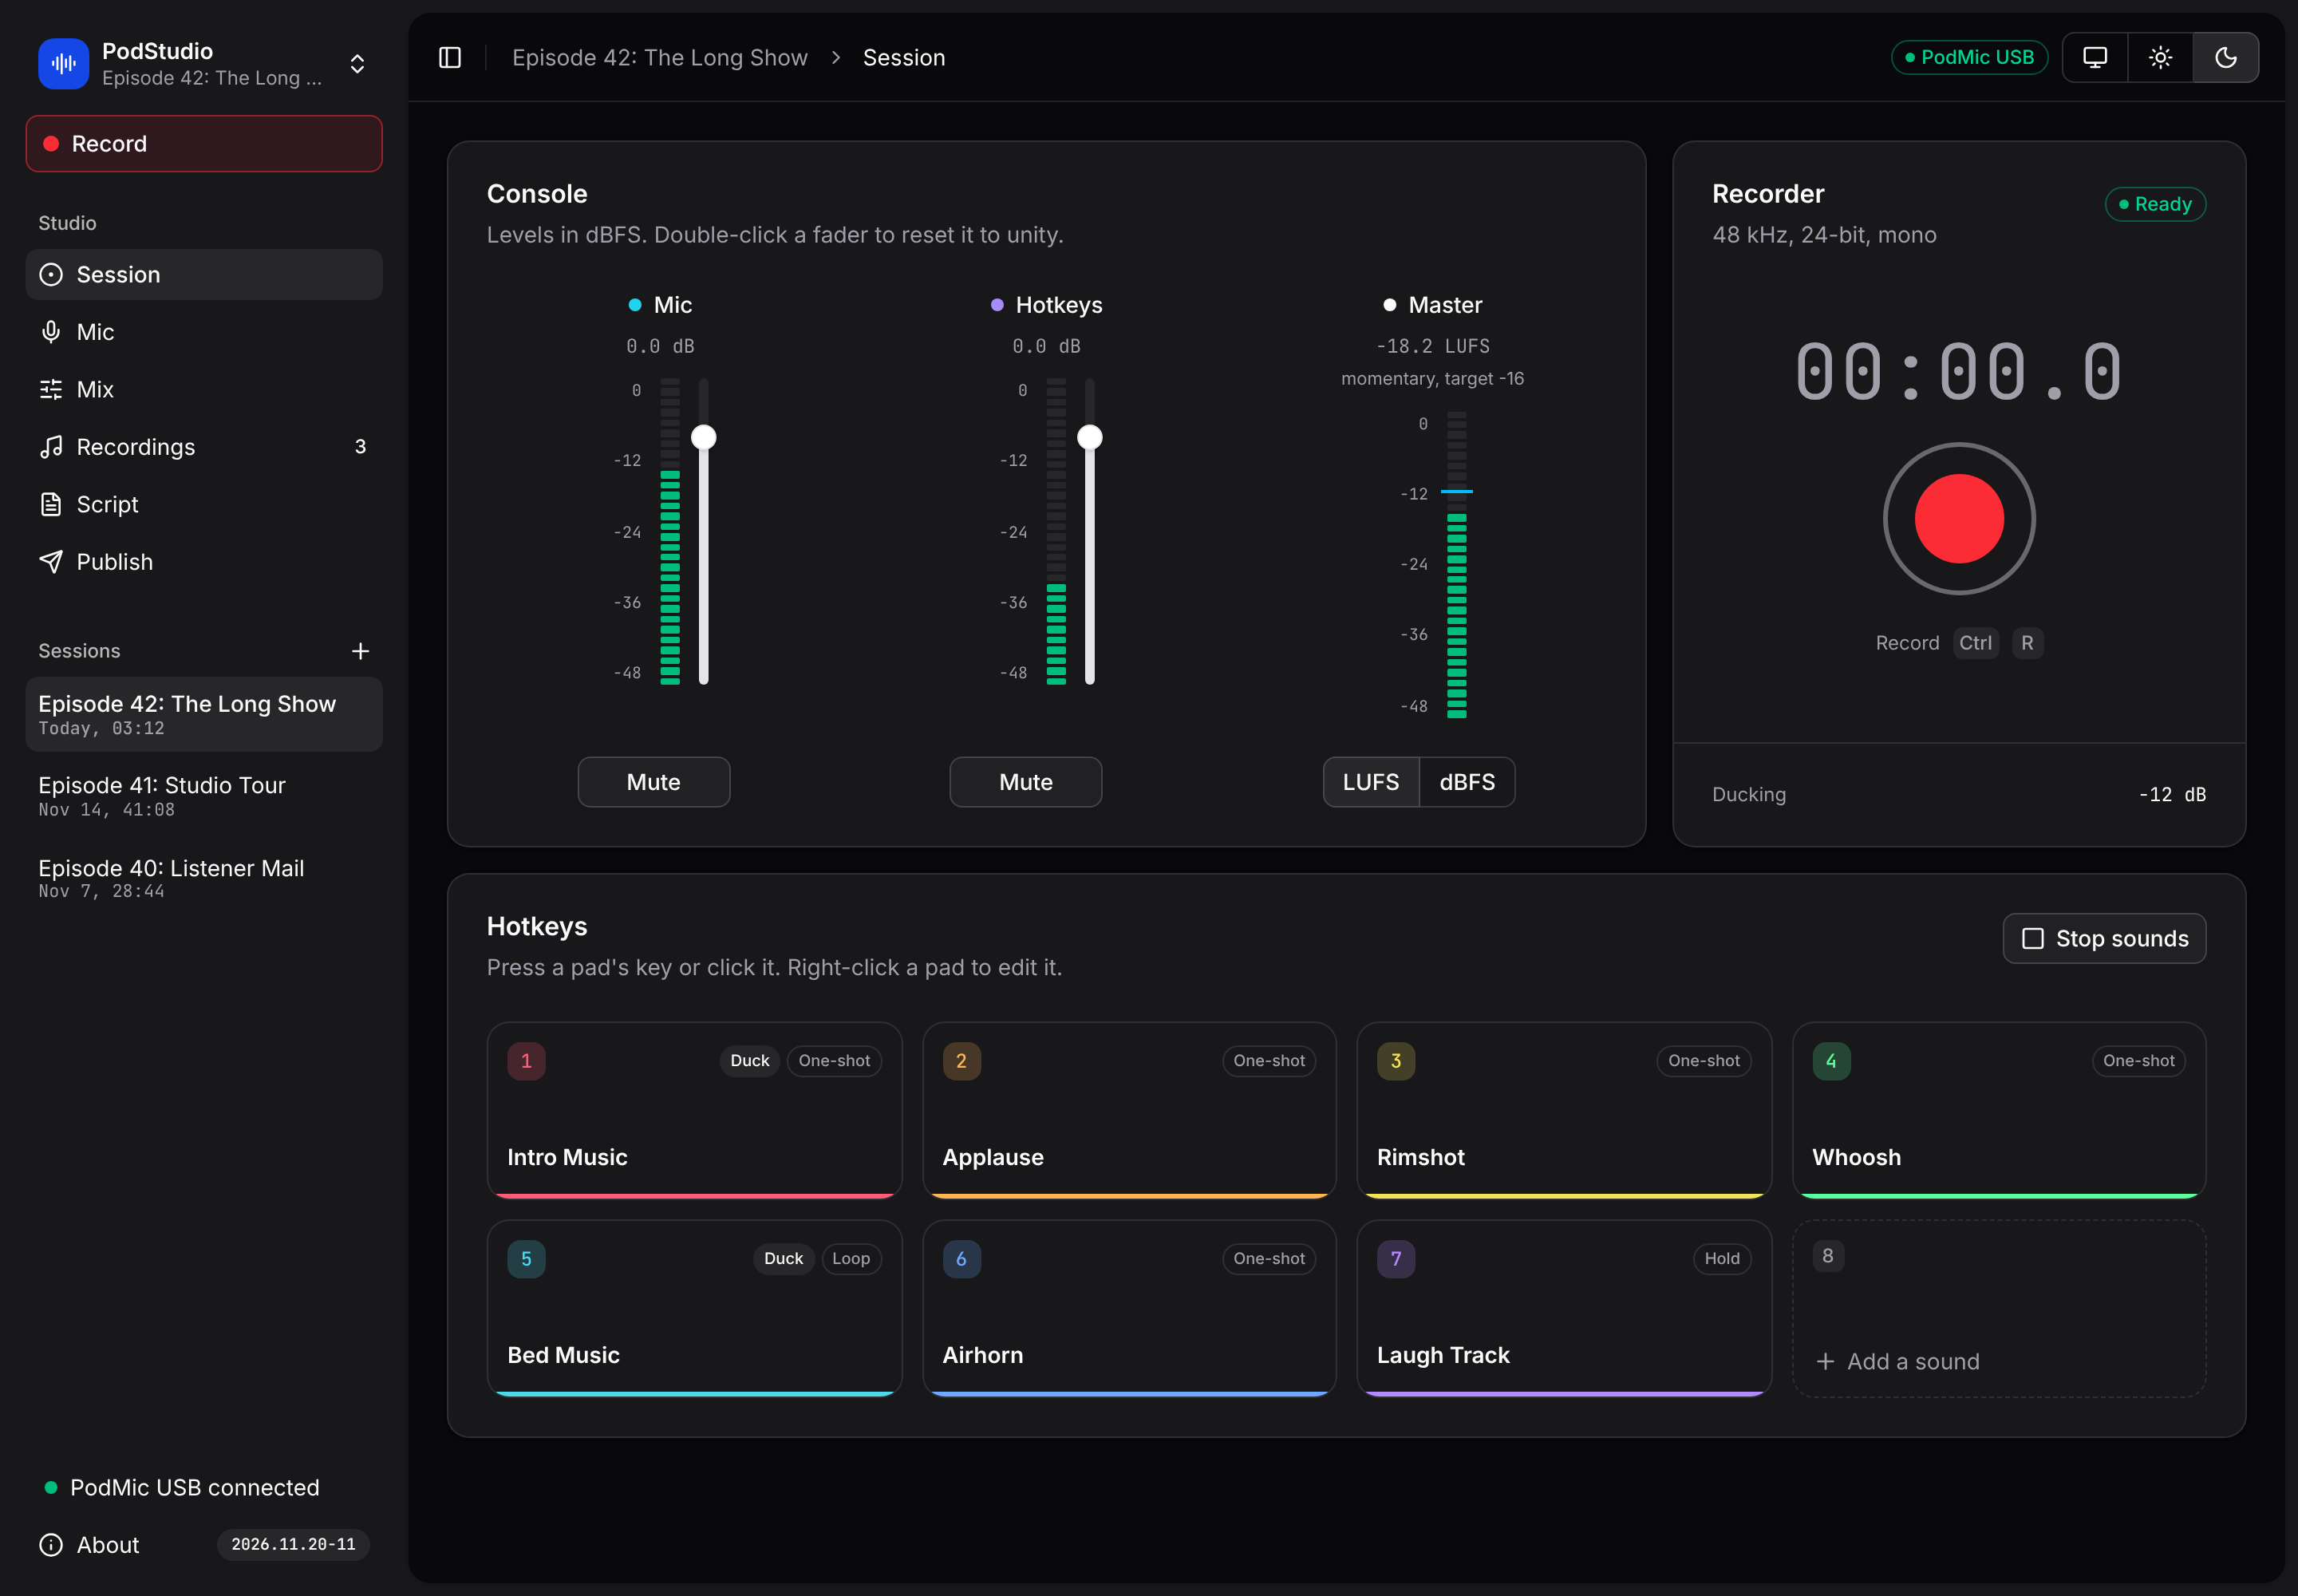 PodStudio
Episode 42: The Long ...
Record
Studio
Session
Mic
Mix
Recordings 3
Script
Publish
Sessions
Episode 42: The Long Show
Today, 03:12
Episode 41: Studio Tour
Nov 14, 41:08
Episode 40: Listener Mail
Nov 7, 28:44
PodMic USB connected
About 2026.11.20-11
Episode 42: The Long Show Session
PodMic USB
Console
Levels in dBFS. Double-click a fader to reset it to unity.
Mic
0.0 dB
0
-12
-24
-36
-48
Mute
Hotkeys
0.0 dB
0
-12
-24
-36
-48
Mute
Master
-18.2 LUFS
momentary, target -16
0
-12
-24
-36
-48
LUFS dBFS
Recorder
Ready
48 kHz, 24-bit, mono
00:00.0
Record Ctrl R
Ducking -12 dB
Hotkeys
Press a pad's key or click it. Right-click a pad to edit it.
Stop sounds
1 Duck One-shot
Intro Music
2 One-shot
Applause
3 One-shot
Rimshot
4 One-shot
Whoosh
5 Duck Loop
Bed Music
6 One-shot
Airhorn
7 Hold
Laugh Track
8
Add a sound